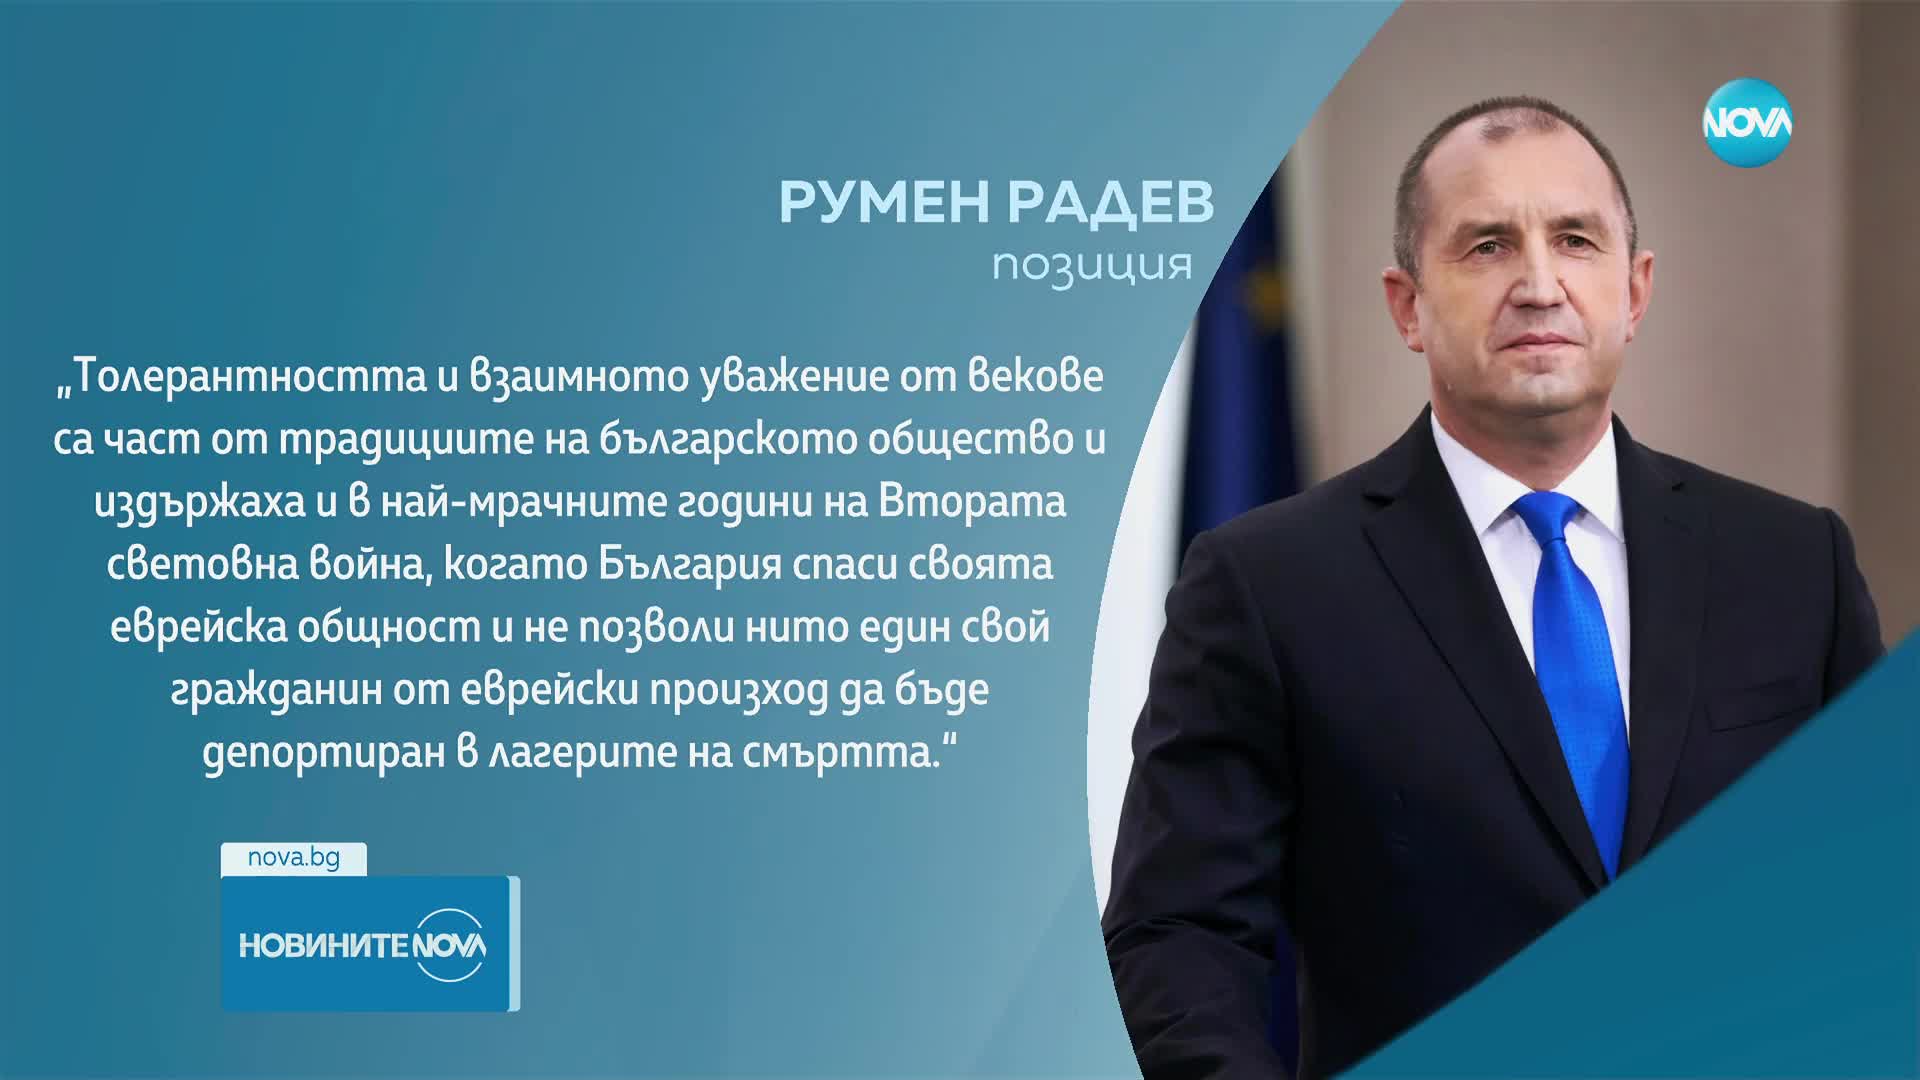 NOVA
РУМЕН РАДЕВ
позиция
„Толерантността и взаимното уважение от векове
са част от традициите на българското общество и
издържаха и в най-мрачните години на Втората
световна война, когато България спаси своята
еврейска общност и не позволи нито един свой
гражданин от еврейски произход да бъде
депортиран в лагерите на смъртта.“
nova.bg
НОВИНИТЕ NOVA